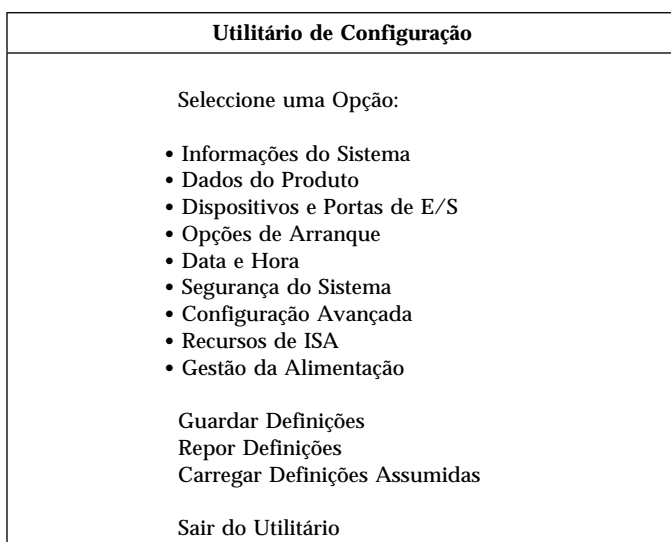 Utilitário de Configuração
Seleccione uma Opção:
• Informações do Sistema
• Dados do Produto
• Dispositivos e Portas de E/S
• Opções de Arranque
• Data e Hora
• Segurança do Sistema
• Configuração Avançada
• Recursos de ISA
• Gestão da Alimentação
Guardar Definições
Repor Definições
Carregar Definições Assumidas
Sair do Utilitário